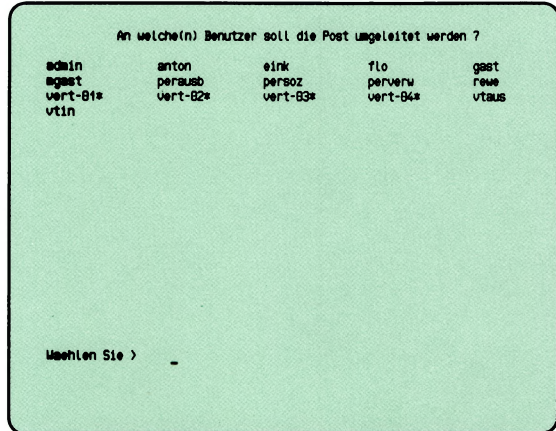 An welche(n) Benutzer soll die Post umgeleitet werden ?
admin anton eink flo gast
mgast persusb persoz perverw rewe
vert-01* vert-02* vert-03* vert-04* vtaus
vtin
Waehlen Sie > _